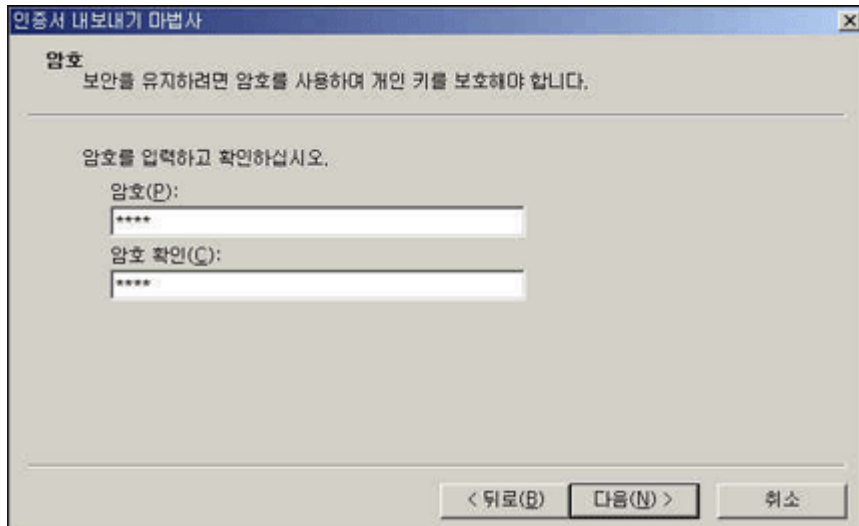 인증서 내보내기 마법사
암호
보안을 유지하려면 암호를 사용하여 개인 키를 보호해야 합니다.
암호를 입력하고 확인하십시오.
암호(P):
****
암호 확인(C):
****
< 뒤로(B) 다음(N) > 취소